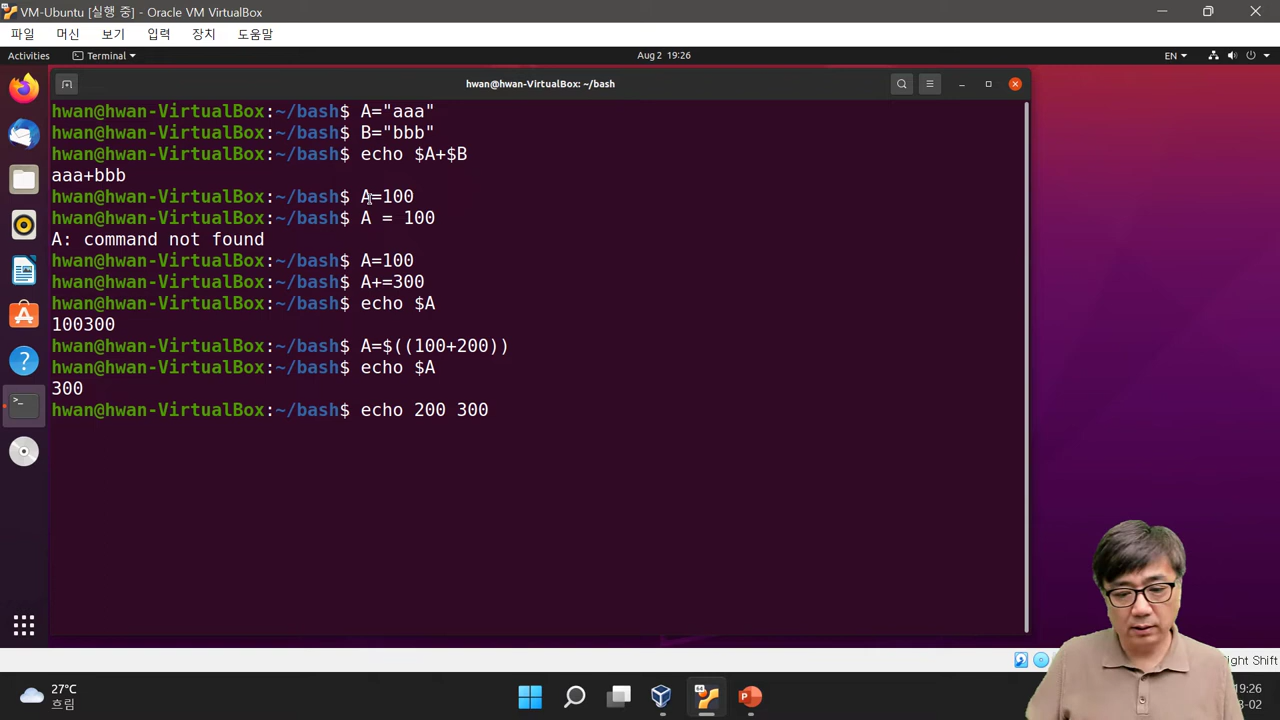 VM-Ubuntu [실행 중] - Oracle VM VirtualBox
파일 머신 보기 입력 장치 도움말
Activities Terminal Aug 2 19:26 EN
hwan@hwan-VirtualBox: ~/bash
hwan@hwan-VirtualBox:~/bash$ A="aaa"
hwan@hwan-VirtualBox:~/bash$ B="bbb"
hwan@hwan-VirtualBox:~/bash$ echo $A+$B
aaa+bbb
hwan@hwan-VirtualBox:~/bash$ A=100
hwan@hwan-VirtualBox:~/bash$ A = 100
A: command not found
hwan@hwan-VirtualBox:~/bash$ A=100
hwan@hwan-VirtualBox:~/bash$ A+=300
hwan@hwan-VirtualBox:~/bash$ echo $A
100300
hwan@hwan-VirtualBox:~/bash$ A=$((100+200))
hwan@hwan-VirtualBox:~/bash$ echo $A
300
hwan@hwan-VirtualBox:~/bash$ echo 200 300
ight Shift
27°C
흐림
19:26
-02